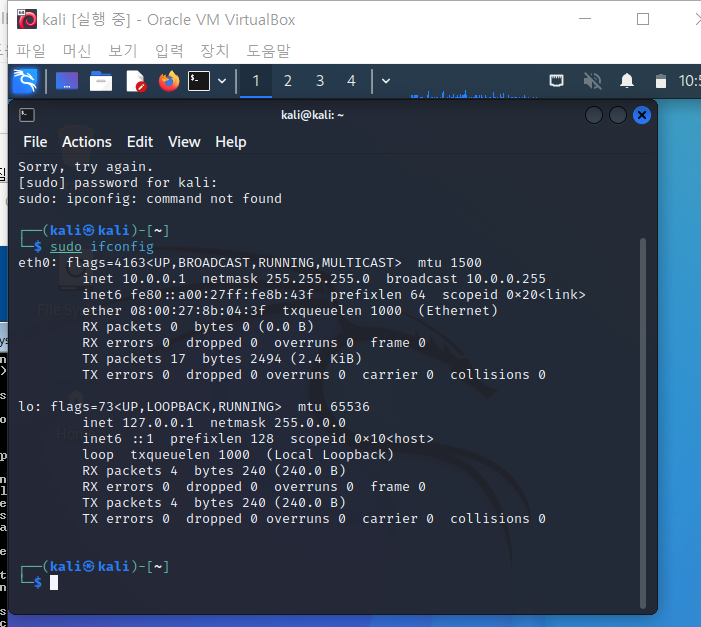 kali [실행 중] - Oracle VM VirtualBox
파일 머신 보기 입력 장치 도움말
1 2 3 4
kali@kali: ~
File Actions Edit View Help
Sorry, try again.
[sudo] password for kali:
sudo: ipconfig: command not found
┌──(kali㉿kali)-[~]
└─$ sudo ifconfig
eth0: flags=4163<UP,BROADCAST,RUNNING,MULTICAST>  mtu 1500
inet 10.0.0.1  netmask 255.255.255.0  broadcast 10.0.0.255
inet6 fe80::a00:27ff:fe8b:43f  prefixlen 64  scopeid 0×20<link>
ether 08:00:27:8b:04:3f  txqueuelen 1000  (Ethernet)
RX packets 0  bytes 0 (0.0 B)
RX errors 0  dropped 0  overruns 0  frame 0
TX packets 17  bytes 2494 (2.4 KiB)
TX errors 0  dropped 0 overruns 0  carrier 0  collisions 0
lo: flags=73<UP,LOOPBACK,RUNNING>  mtu 65536
inet 127.0.0.1  netmask 255.0.0.0
inet6 ::1  prefixlen 128  scopeid 0×10<host>
loop  txqueuelen 1000  (Local Loopback)
RX packets 4  bytes 240 (240.0 B)
RX errors 0  dropped 0  overruns 0  frame 0
TX packets 4  bytes 240 (240.0 B)
TX errors 0  dropped 0 overruns 0  carrier 0  collisions 0
┌──(kali㉿kali)-[~]
└─$